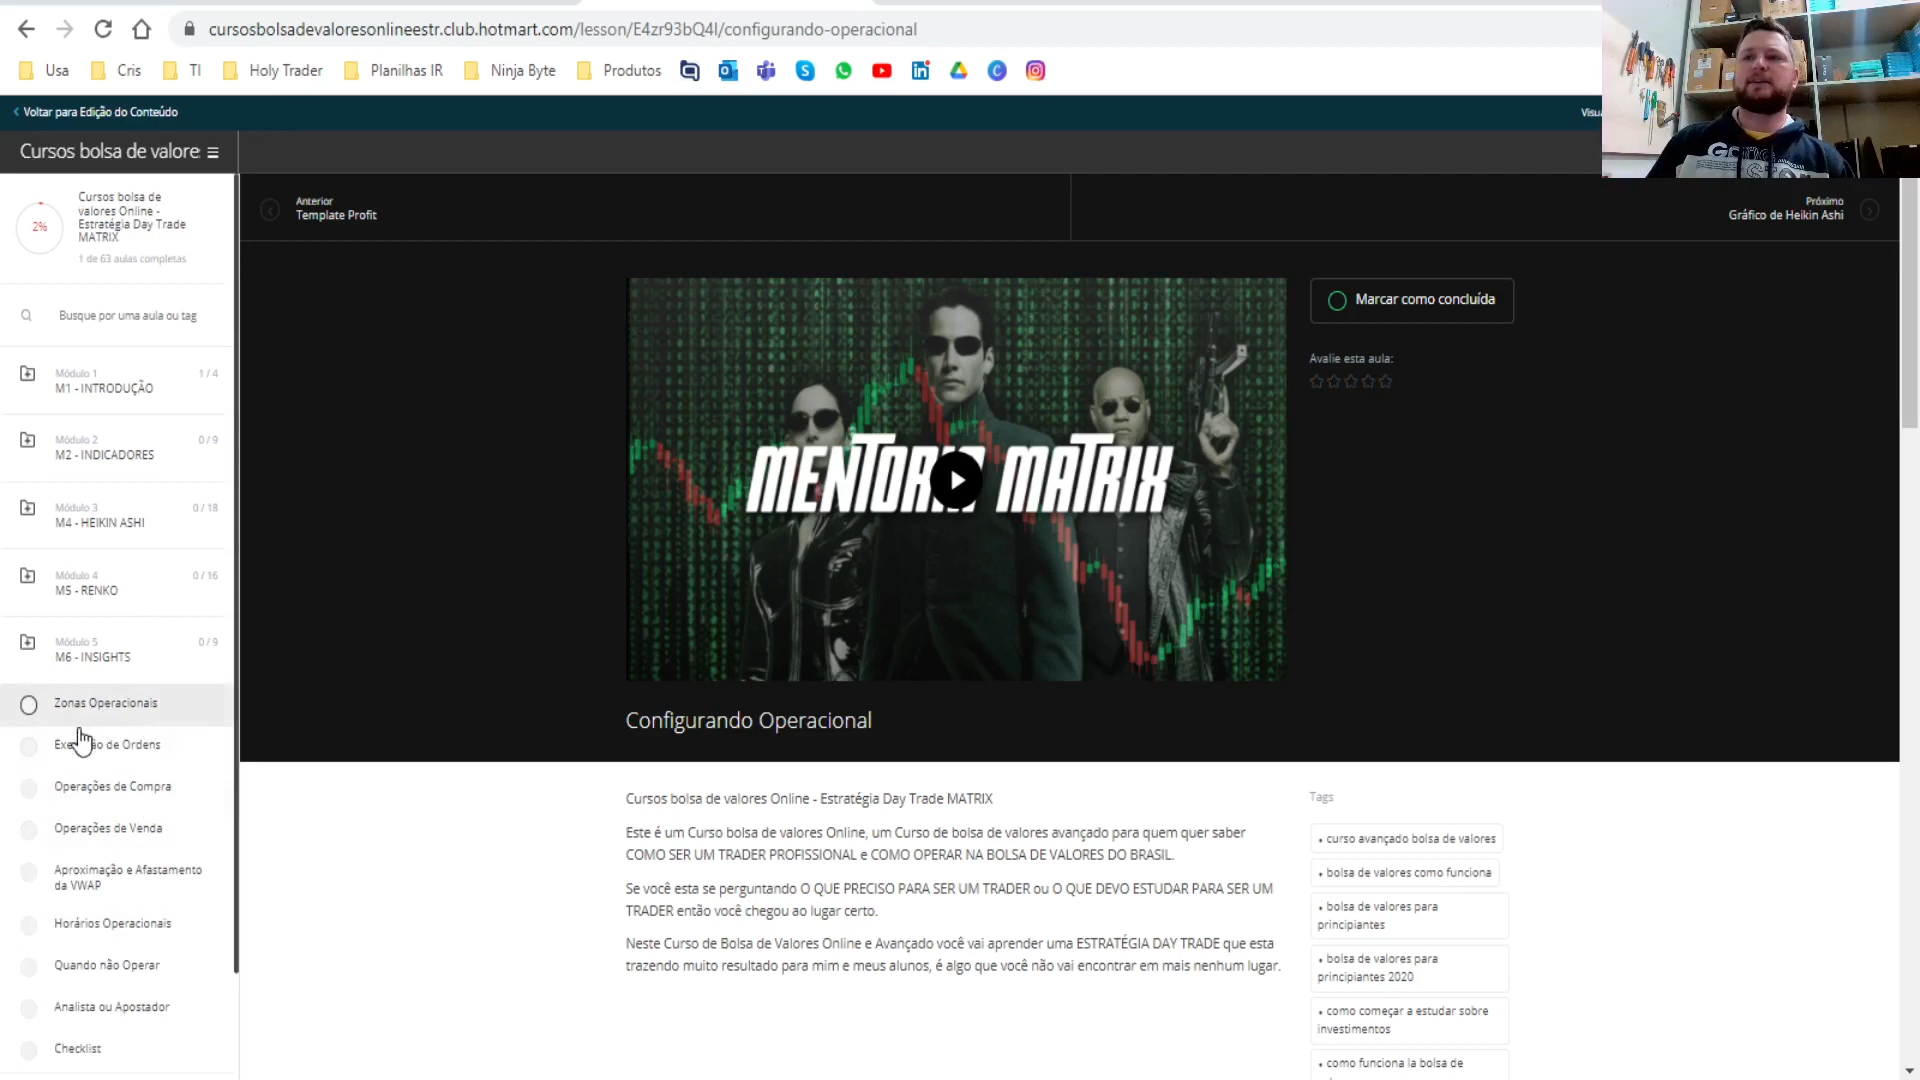 cursosbolsadevaloresonlineestr.club.hotmart.com/lesson/E4zr93bQ4l/configurando-operacional
Usa
Cris
TI
Holy Trader
Planilhas IR
Ninja Byte
Produtos
Voltar para Edição do Conteúdo
Cursos bolsa de valore
Cursos bolsa de
valores Online -
Estratégia Day Trade
MATRIX
2%
1 de 63 aulas completas
Busque por uma aula ou tag
Módulo 1 1 / 4
M1 - INTRODUÇÃO
Módulo 2 0 / 9
M2 - INDICADORES
Módulo 3 0 / 18
M4 - HEIKIN ASHI
Módulo 4 0 / 16
M5 - RENKO
Módulo 5 0 / 9
M6 - INSIGHTS
Zonas Operacionais
de Ordens
Operações de Compra
Operações de Venda
Aproximação e Afastamento
da VWAP
Horários Operacionais
Quando não Operar
Analista ou Apostador
Checklist
Anterior
Template Profit
Próximo
Gráfico de Heikin Ashi
MATRIX
Marcar como concluída
Avalie esta aula:
Configurando Operacional
Cursos bolsa de valores Online - Estratégia Day Trade MATRIX
Este é um Curso bolsa de valores Online, um Curso de bolsa de valores avançado para quem quer saber
COMO SER UM TRADER PROFISSIONAL e COMO OPERAR NA BOLSA DE VALORES DO BRASIL.
Se você esta se perguntando O QUE PRECISO PARA SER UM TRADER ou O QUE DEVO ESTUDAR PARA SER UM
TRADER então você chegou ao lugar certo.
Neste Curso de Bolsa de Valores Online e Avançado você vai aprender uma ESTRATÉGIA DAY TRADE que esta
trazendo muito resultado para mim e meus alunos, é algo que você não vai encontrar em mais nenhum lugar.
Tags
• curso avançado bolsa de valores
• bolsa de valores como funciona
• bolsa de valores para
principiantes
• bolsa de valores para
principiantes 2020
• como começar a estudar sobre
investimentos
• como funciona la bolsa de